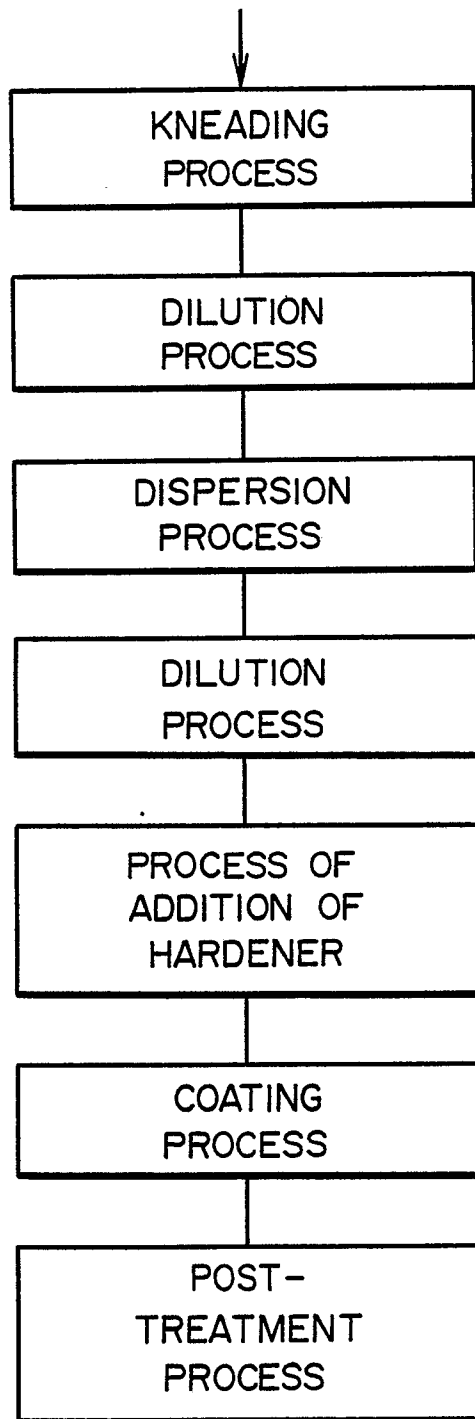 KNEADING
PROCESS
DILUTION
PROCESS
DISPERSION
PROCESS
DILUTION
PROCESS
PROCESS OF
ADDITION OF
HARDENER
COATING
PROCESS
POST-
TREATMENT
PROCESS